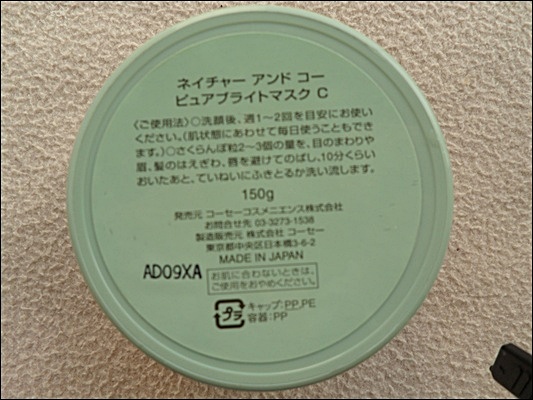 ネイチャー アンド コー
ピュアブライトマスク C
〈ご使用法〉○洗顔後、週1〜2回を目安にお使い
ください。(肌状態にあわせて毎日使うこともでき
ます。)○さくらんぼ粒2〜3個の量を、目のまわりや
眉、髪のはえぎわ、唇を避けてのばし、10分くらい
おいたあと、ていねいにふきとるか洗い流します。
150g
発売元 コーセーコスメニエンス株式会社
お問合せ先 03-3273-1538
製造販売元 株式会社 コーセー
東京都中央区日本橋3-6-2
MADE IN JAPAN
AD09XA
お肌に合わないときは、
ご使用をおやめください。
プラ
キャップ:PP,PE
容器:PP